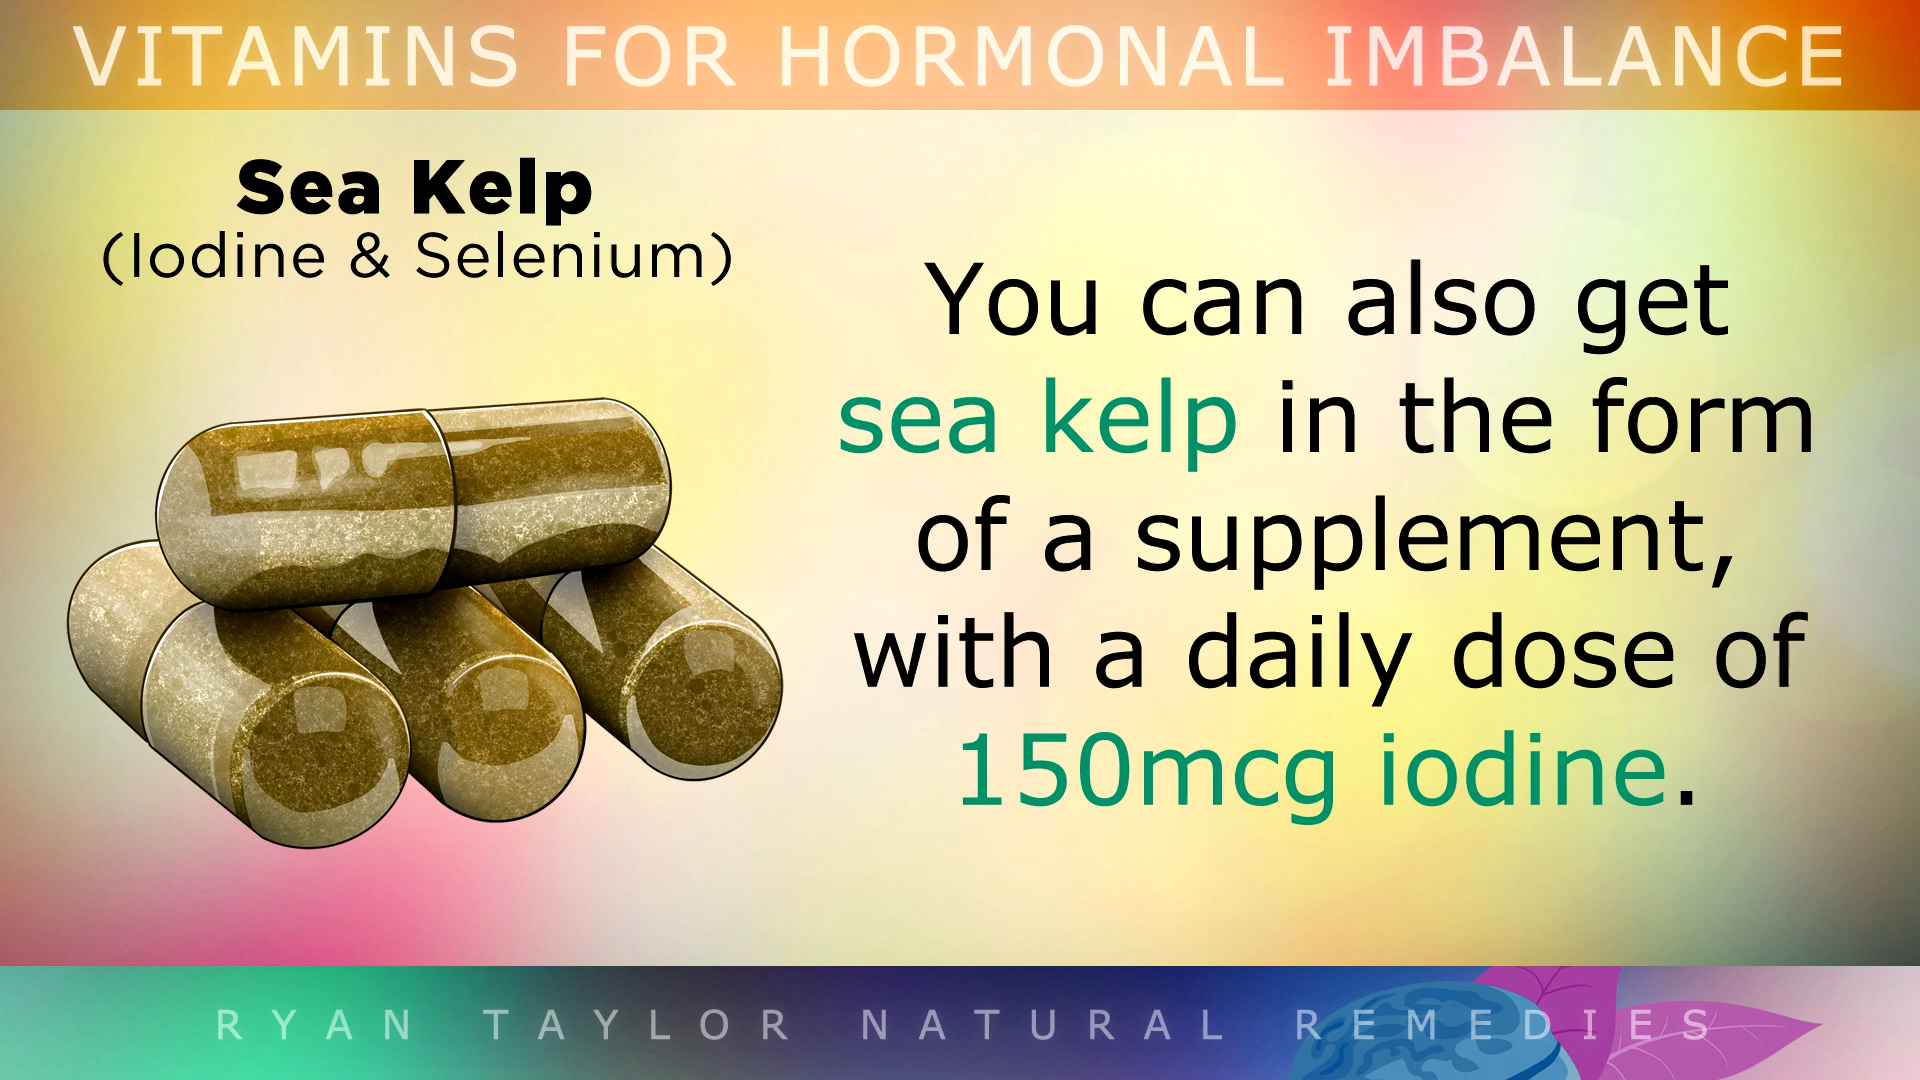 VITAMINS FOR HORMONAL IMBALANCE
Sea Kelp
(Iodine & Selenium)
You can also get
sea kelp in the form
of a supplement,
with a daily dose of
150mcg iodine.
RYAN TAYLOR NATURAL REMEDIES